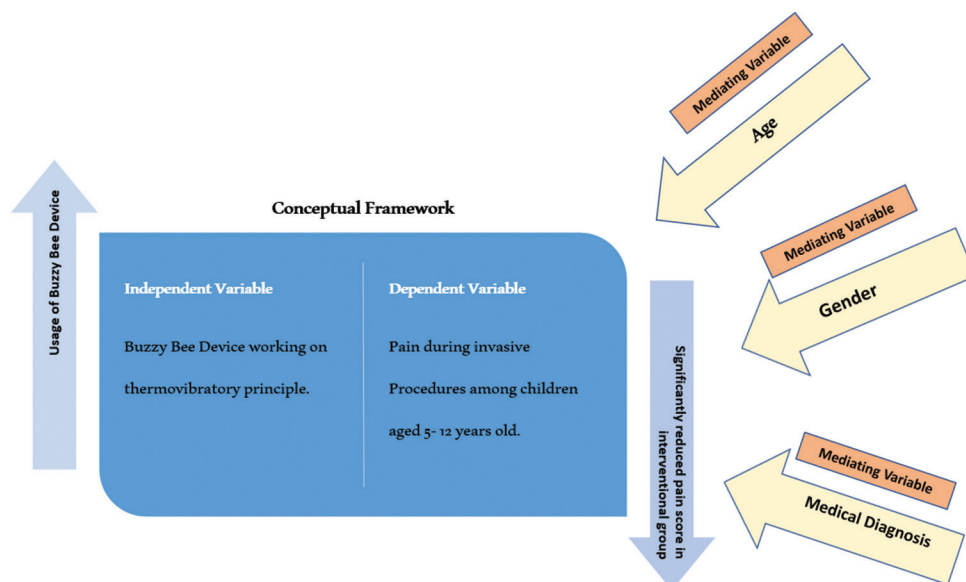 Conceptual Framework
Usage of Buzzy Bee Device
Independent Variable
Buzzy Bee Device working on
thermovibratory principle.
Dependent Variable
Pain during invasive
Procedures among children
aged 5- 12 years old.
Significantly reduced pain score in
interventional group
Mediating Variable
Age
Mediating Variable
Gender
Mediating Variable
Medical Diagnosis